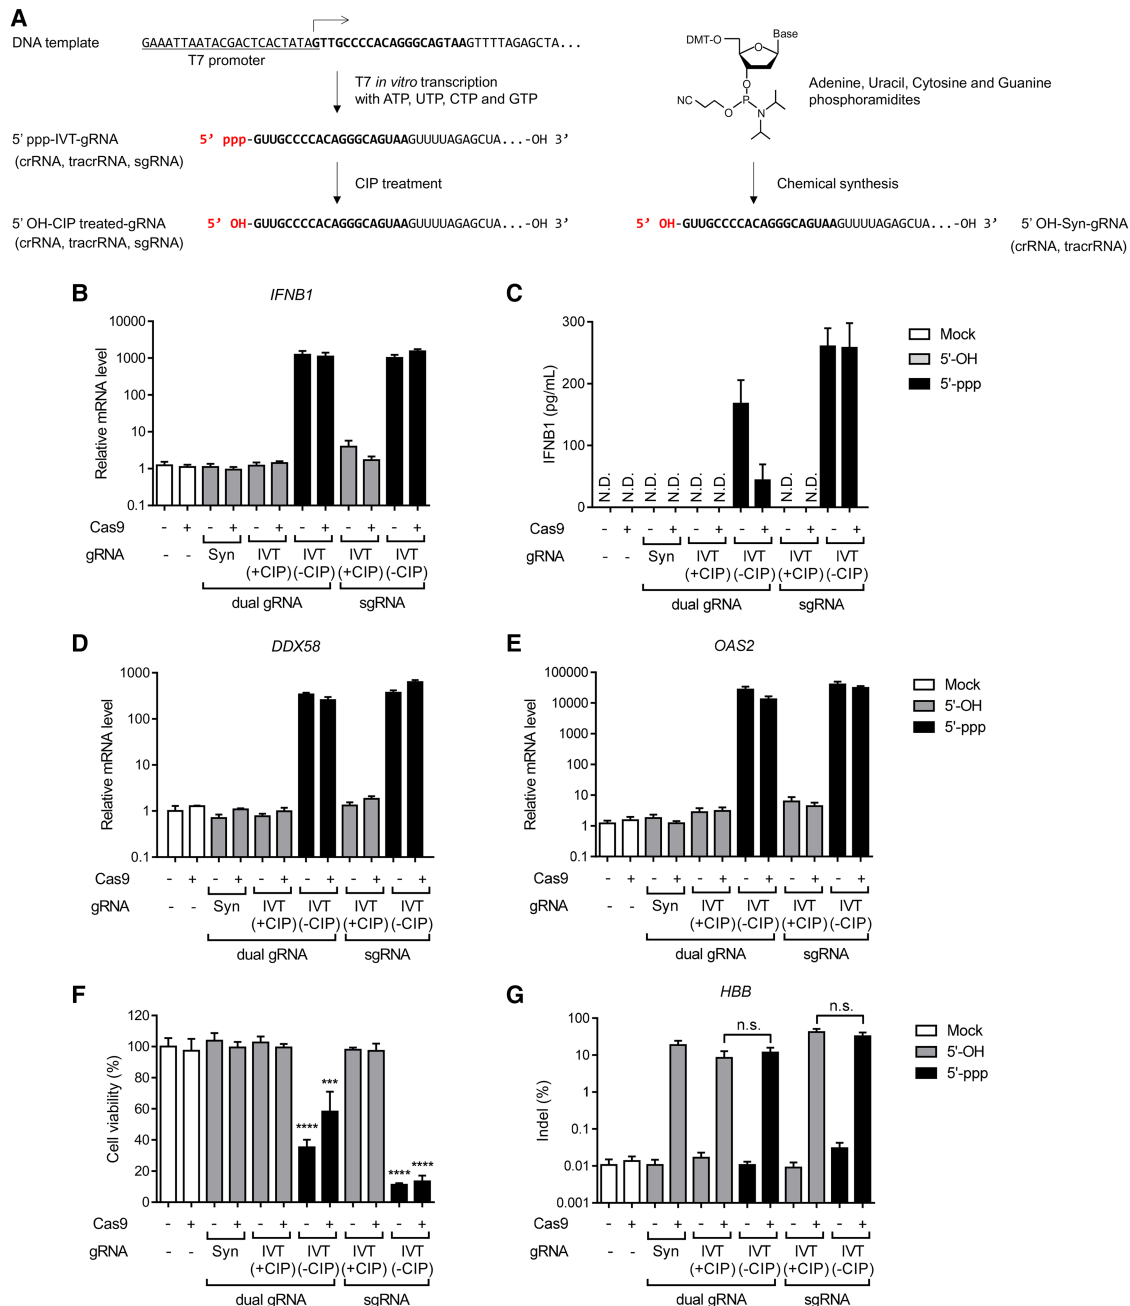 A
DNA template
GAAATTAATACGACTCACTATAGTTGCCCCACAGGGCAGTAAGTTTTAGAGCTA...
T7 promoter
T7 in vitro transcription
with ATP, UTP, CTP and GTP
5' ppp-IVT-gRNA
(crRNA, tracrRNA, sgRNA)
5' ppp-GUUGCCCCACAGGGCAGUAAGUUUUAGAGCUA...-OH 3'
CIP treatment
5' OH-CIP treated-gRNA
(crRNA, tracrRNA, sgRNA)
5' OH-GUUGCCCCACAGGGCAGUAAGUUUUAGAGCUA...-OH 3'
DMT-O
O
Base
O
NC
O
P
N
Adenine, Uracil, Cytosine and Guanine
phosphoramidites
Chemical synthesis
5' OH-GUUGCCCCACAGGGCAGUAAGUUUUAGAGCUA...-OH 3'
5' OH-Syn-gRNA
(crRNA, tracrRNA)
B
IFNB1
Relative mRNA level
10000
1000
100
10
1
0.1
Cas9 - + - + - + - + - + - +
gRNA - - Syn IVT IVT IVT IVT
(+CIP) (-CIP) (+CIP) (-CIP)
dual gRNA sgRNA
C
IFNB1 (pg/mL)
300
200
100
0
N.D. N.D. N.D. N.D. N.D. N.D. N.D. N.D.
Cas9 - + - + - + - + - + - +
gRNA - - Syn IVT IVT IVT IVT
(+CIP) (-CIP) (+CIP) (-CIP)
dual gRNA sgRNA
Mock
5'-OH
5'-ppp
D
DDX58
Relative mRNA level
1000
100
10
1
0.1
Cas9 - + - + - + - + - + - +
gRNA - - Syn IVT IVT IVT IVT
(+CIP) (-CIP) (+CIP) (-CIP)
dual gRNA sgRNA
E
OAS2
Relative mRNA level
100000
10000
1000
100
10
1
0.1
Cas9 - + - + - + - + - + - +
gRNA - - Syn IVT IVT IVT IVT
(+CIP) (-CIP) (+CIP) (-CIP)
dual gRNA sgRNA
Mock
5'-OH
5'-ppp
F
Cell viability (%)
120
100
80
60
40
20
0
**** *** **** ****
Cas9 - + - + - + - + - + - +
gRNA - - Syn IVT IVT IVT IVT
(+CIP) (-CIP) (+CIP) (-CIP)
dual gRNA sgRNA
G
HBB
Indel (%)
100
10
1
0.1
0.01
0.001
n.s. n.s.
Cas9 - + - + - + - + - + - +
gRNA - - Syn IVT IVT IVT IVT
(+CIP) (-CIP) (+CIP) (-CIP)
dual gRNA sgRNA
Mock
5'-OH
5'-ppp